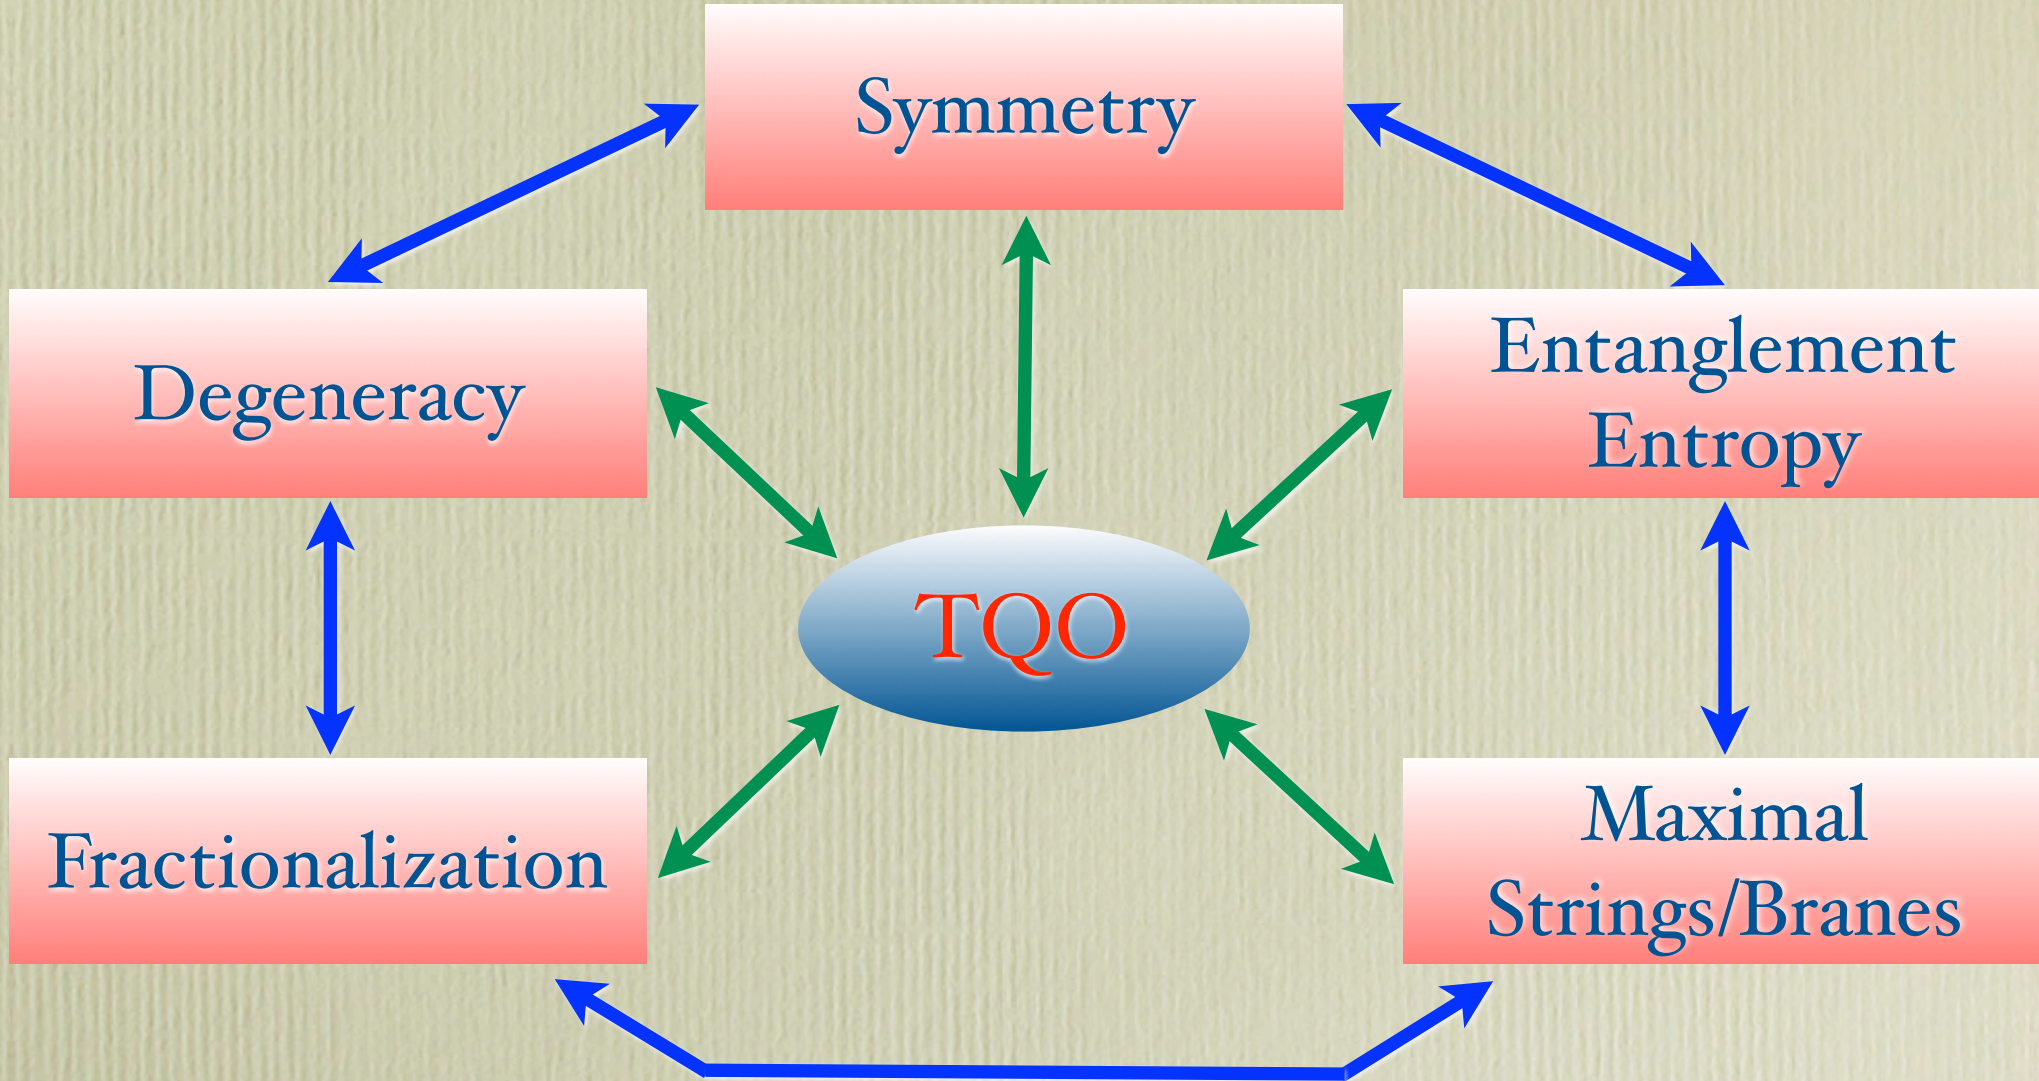 Symmetry
Degeneracy
Entanglement
Entropy
TQO
Fractionalization
Maximal
Strings/Branes